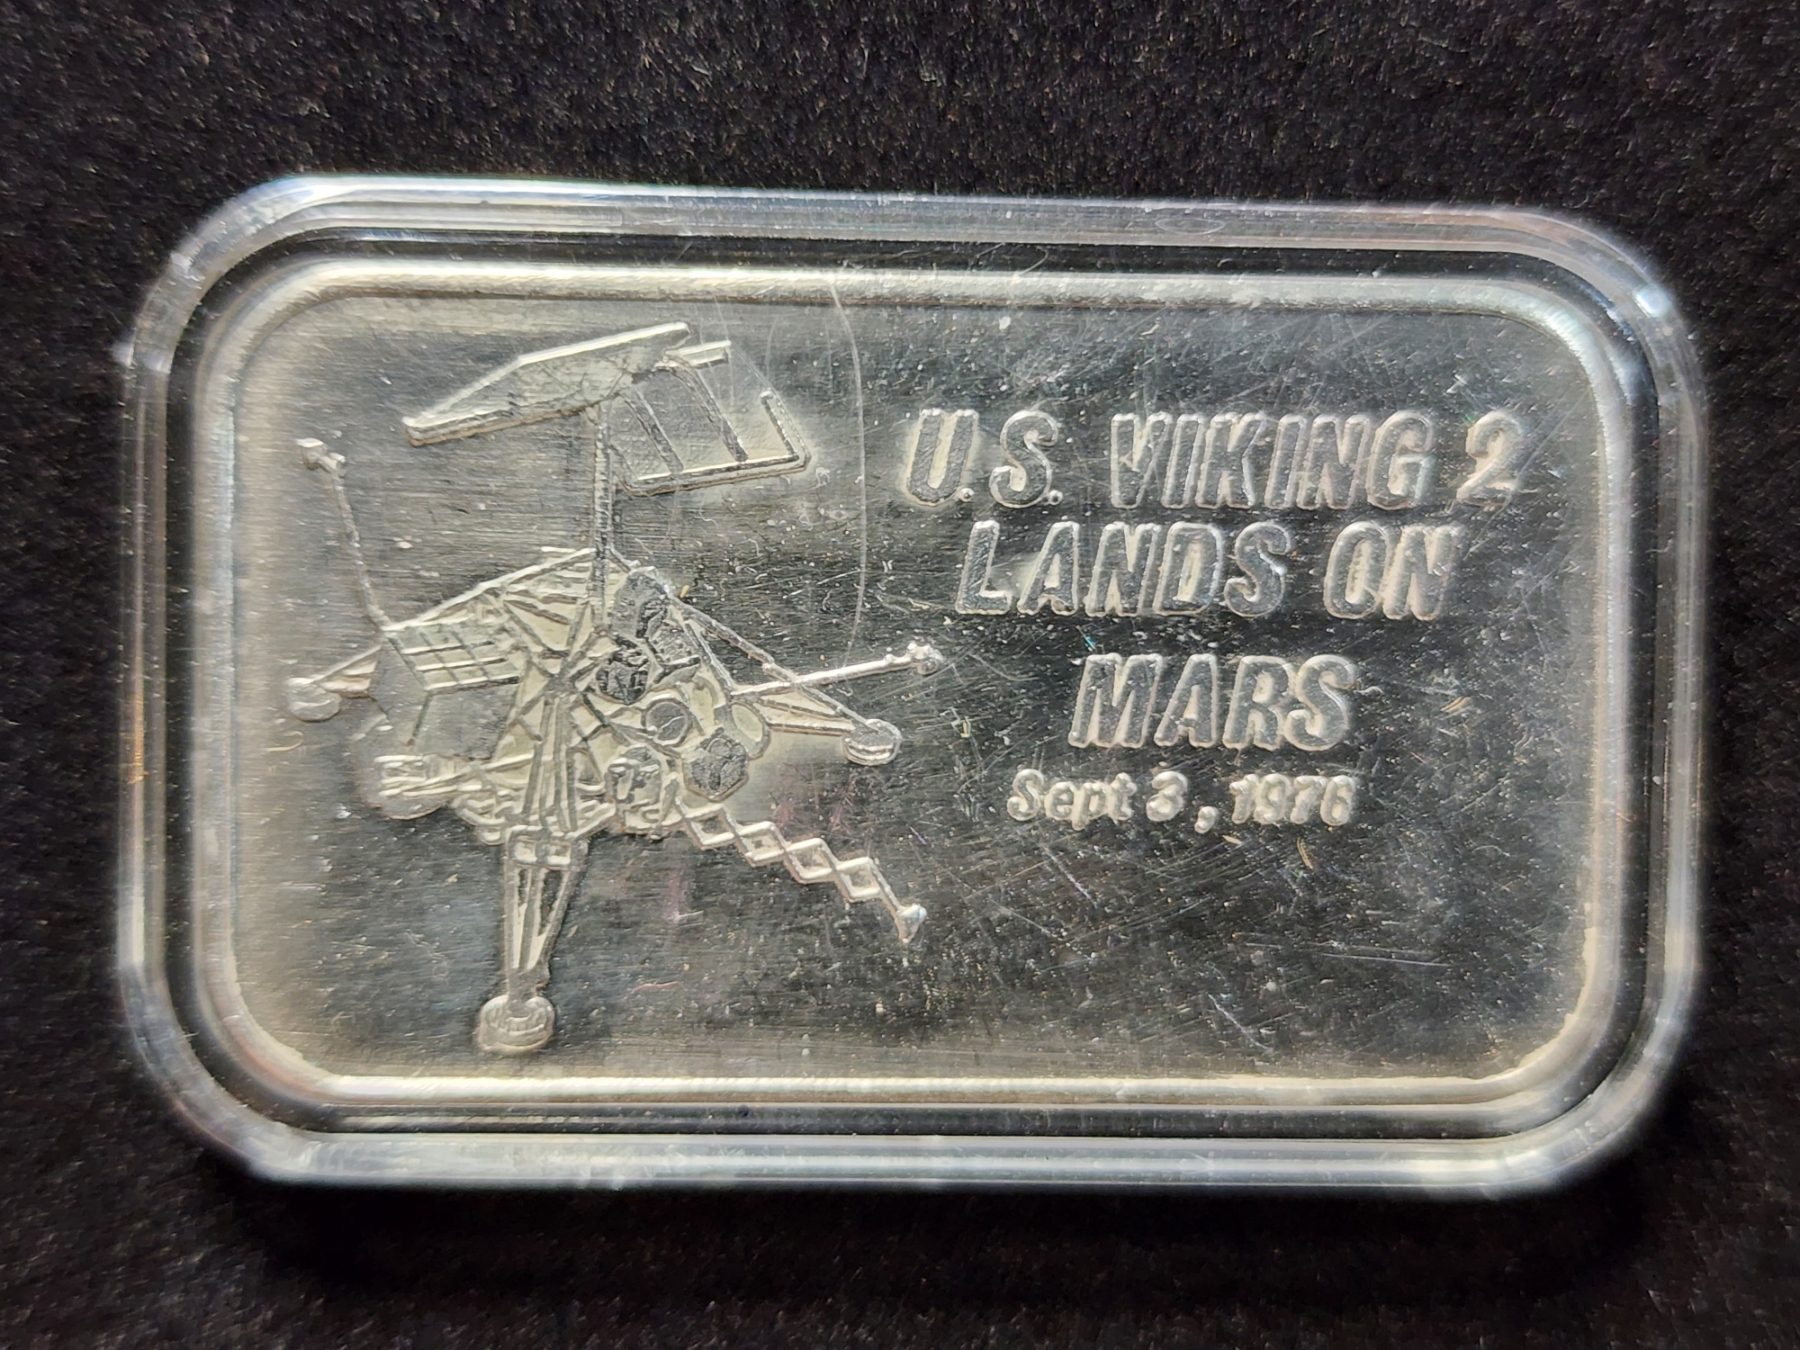 U.S. VIKING 2
LANDS ON
MARS
Sept 3, 1976